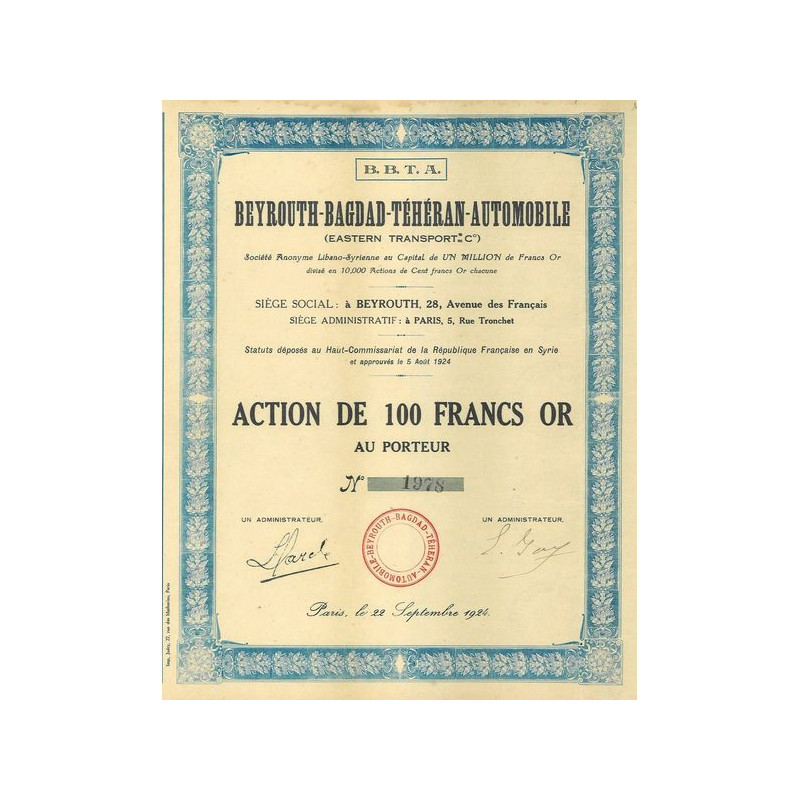 B. B. T. A.
BEYROUTH-BAGDAD-TÉHÉRAN-AUTOMOBILE
(EASTERN TRANSPORT: Cº)
Société Anonyme Libano-Syrienne au Capital de UN MILLION de Francs Or
divisé en 10,000 Actions de Cent francs Or chacune
SIÈGE SOCIAL: à BEYROUTH, 28, Avenue des Français
SIÈGE ADMINISTRATIF: à PARIS, 5, Rue Tronchet
Statuts déposés au Haut-Commissariat de la République Française en Syrie
et approuvés le 5 Août 1924
ACTION DE 100 FRANCS OR
AU PORTEUR
Nº 1978
UN ADMINISTRATEUR.
UN ADMINISTRATEUR.
BEYROUTH-BAGDAD-TÉHÉRAN-AUTOMOBILE
Paris, le 22 Septembre 1924.
Paris